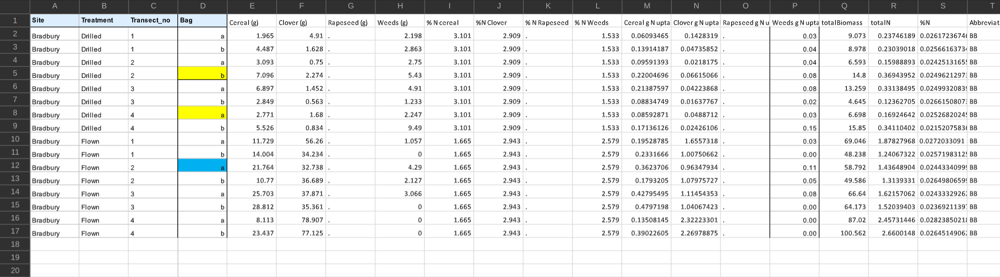 A B C D E F G H I J K L M N O P Q R S T
1 Site Treatment Transect_no Bag Cereal (g) Clover (g) Rapeseed (g) Weeds (g) % N cereal %N Clover % N Rapeseed % N Weeds Cereal g N upta Clover g N upta Rapeseed g N u Weeds g N upta totalBiomass totalN %N Abbreviat
2 Bradbury Drilled 1 a 1.965 4.91 . 2.198 3.101 2.909 . 1.533 0.06093465 0.1428319 . 0.03 9.073 0.23746189 0.0261723674 BB
3 Bradbury Drilled 1 b 4.487 1.628 . 2.863 3.101 2.909 . 1.533 0.13914187 0.04735852 . 0.04 8.978 0.23039018 0.0256616373 BB
4 Bradbury Drilled 2 a 3.093 0.75 . 2.75 3.101 2.909 . 1.533 0.09591393 0.0218175 . 0.04 6.593 0.15988893 0.0242513165 BB
5 Bradbury Drilled 2 b 7.096 2.274 . 5.43 3.101 2.909 . 1.533 0.22004696 0.06615066 . 0.08 14.8 0.36943952 0.0249621297 BB
6 Bradbury Drilled 3 a 6.897 1.452 . 4.91 3.101 2.909 . 1.533 0.21387597 0.04223868 . 0.08 13.259 0.33138495 0.0249932083 BB
7 Bradbury Drilled 3 b 2.849 0.563 . 1.233 3.101 2.909 . 1.533 0.08834749 0.01637767 . 0.02 4.645 0.12362705 0.0266150807 BB
8 Bradbury Drilled 4 a 2.771 1.68 . 2.247 3.101 2.909 . 1.533 0.08592871 0.0488712 . 0.03 6.698 0.16924642 0.0252682024 BB
9 Bradbury Drilled 4 b 5.526 0.834 . 9.49 3.101 2.909 . 1.533 0.17136126 0.02426106 . 0.15 15.85 0.34110402 0.0215207583 BB
10 Bradbury Flown 1 a 11.729 56.26 . 1.057 1.665 2.943 . 2.579 0.19528785 1.6557318 . 0.03 69.046 1.87827968 0.0272033091 BB
11 Bradbury Flown 1 b 14.004 34.234 . 0 1.665 2.943 . 2.579 0.2331666 1.00750662 . 0.00 48.238 1.24067322 0.0257198312 BB
12 Bradbury Flown 2 a 21.764 32.738 . 4.29 1.665 2.943 . 2.579 0.3623706 0.96347934 . 0.11 58.792 1.43648904 0.0244334099 BB
13 Bradbury Flown 2 b 10.77 36.689 . 2.127 1.665 2.943 . 2.579 0.1793205 1.07975727 . 0.05 49.586 1.3139331 0.0264980659 BB
14 Bradbury Flown 3 a 25.703 37.871 . 3.066 1.665 2.943 . 2.579 0.42795495 1.11454353 . 0.08 66.64 1.62157062 0.0243332926 BB
15 Bradbury Flown 3 b 28.812 35.361 . 0 1.665 2.943 . 2.579 0.4797198 1.04067423 . 0.00 64.173 1.52039403 0.0236921139 BB
16 Bradbury Flown 4 a 8.113 78.907 . 0 1.665 2.943 . 2.579 0.13508145 2.32223301 . 0.00 87.02 2.45731446 0.0282385021 BB
17 Bradbury Flown 4 b 23.437 77.125 . 0 1.665 2.943 . 2.579 0.39022605 2.26978875 . 0.00 100.562 2.6600148 0.0264514906 BB
18
19
20